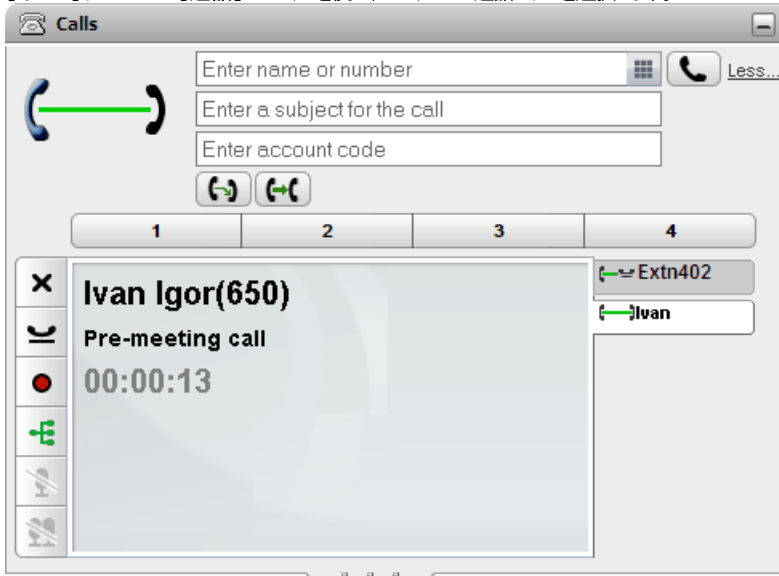 Calls
Enter name or number
Less...
Enter a subject for the call
Enter account code
1 2 3 4
Ivan Igor(650)
Pre-meeting call
00:00:13
Extn402
Ivan